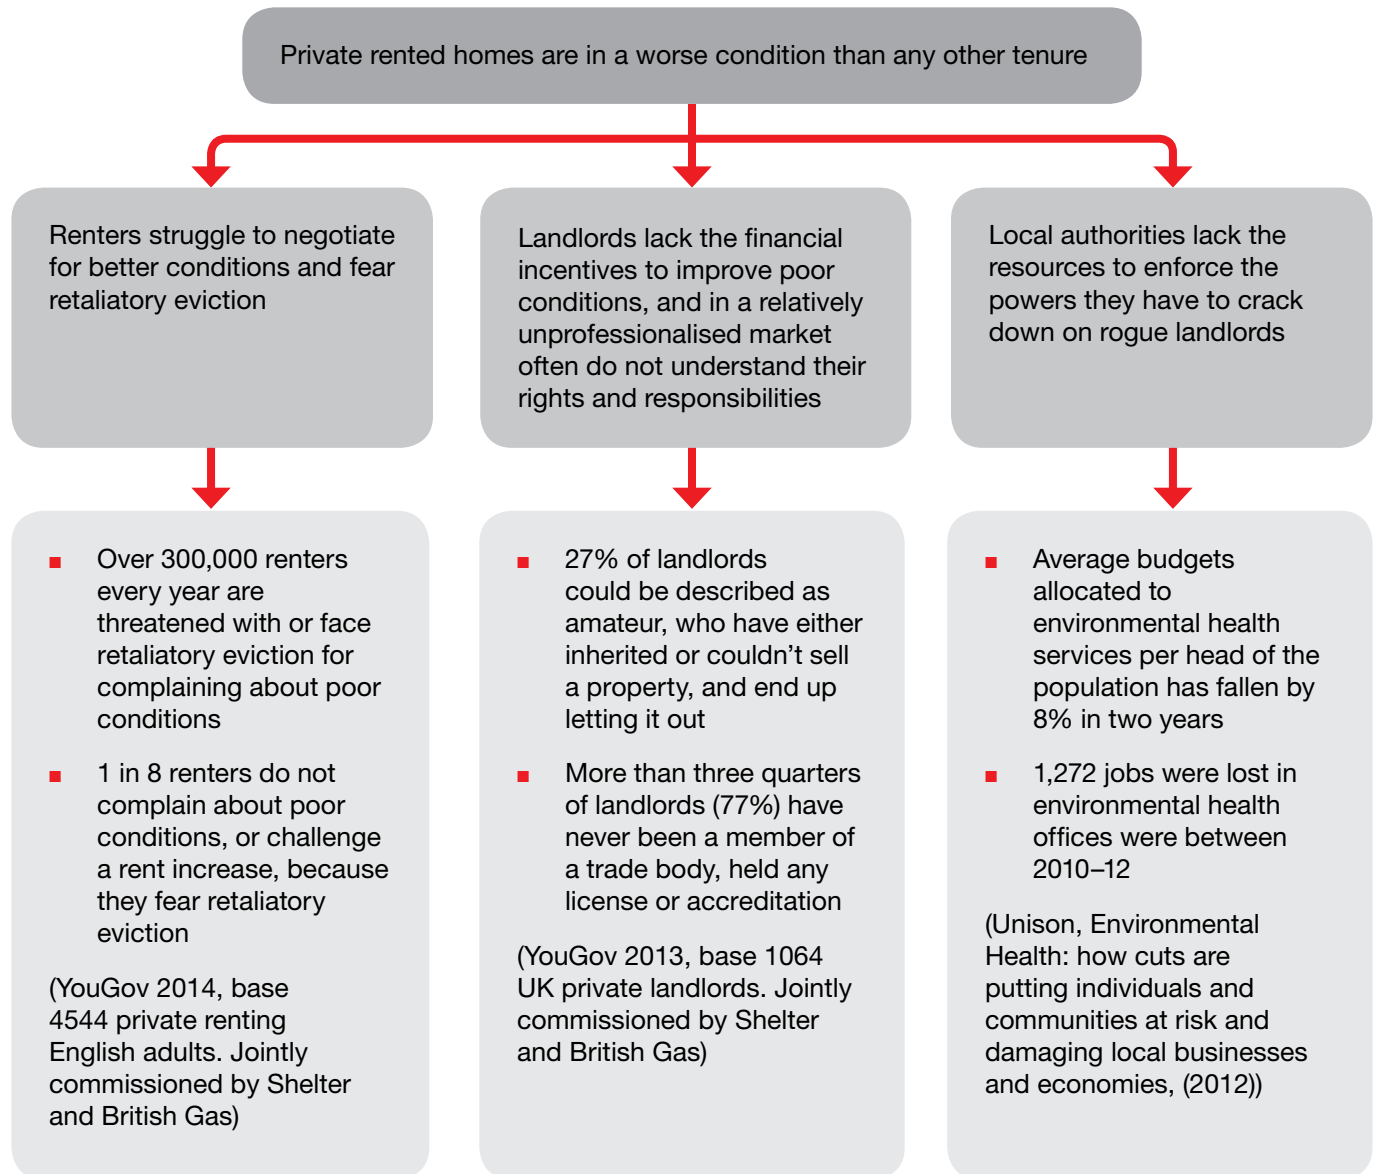 Private rented homes are in a worse condition than any other tenure
Renters struggle to negotiate
for better conditions and fear
retaliatory eviction
Landlords lack the financial
incentives to improve poor
conditions, and in a relatively
unprofessionalised market
often do not understand their
rights and responsibilities
Local authorities lack the
resources to enforce the
powers they have to crack
down on rogue landlords
■ Over 300,000 renters
every year are
threatened with or face
retaliatory eviction for
complaining about poor
conditions
■ 1 in 8 renters do not
complain about poor
conditions, or challenge
a rent increase, because
they fear retaliatory
eviction
(YouGov 2014, base
4544 private renting
English adults. Jointly
commissioned by Shelter
and British Gas)
■ 27% of landlords
could be described as
amateur, who have either
inherited or couldn’t sell
a property, and end up
letting it out
■ More than three quarters
of landlords (77%) have
never been a member of
a trade body, held any
license or accreditation
(YouGov 2013, base 1064
UK private landlords. Jointly
commissioned by Shelter
and British Gas)
■ Average budgets
allocated to
environmental health
services per head of the
population has fallen by
8% in two years
■ 1,272 jobs were lost in
environmental health
offices were between
2010–12
(Unison, Environmental
Health: how cuts are
putting individuals and
communities at risk and
damaging local businesses
and economies, (2012))